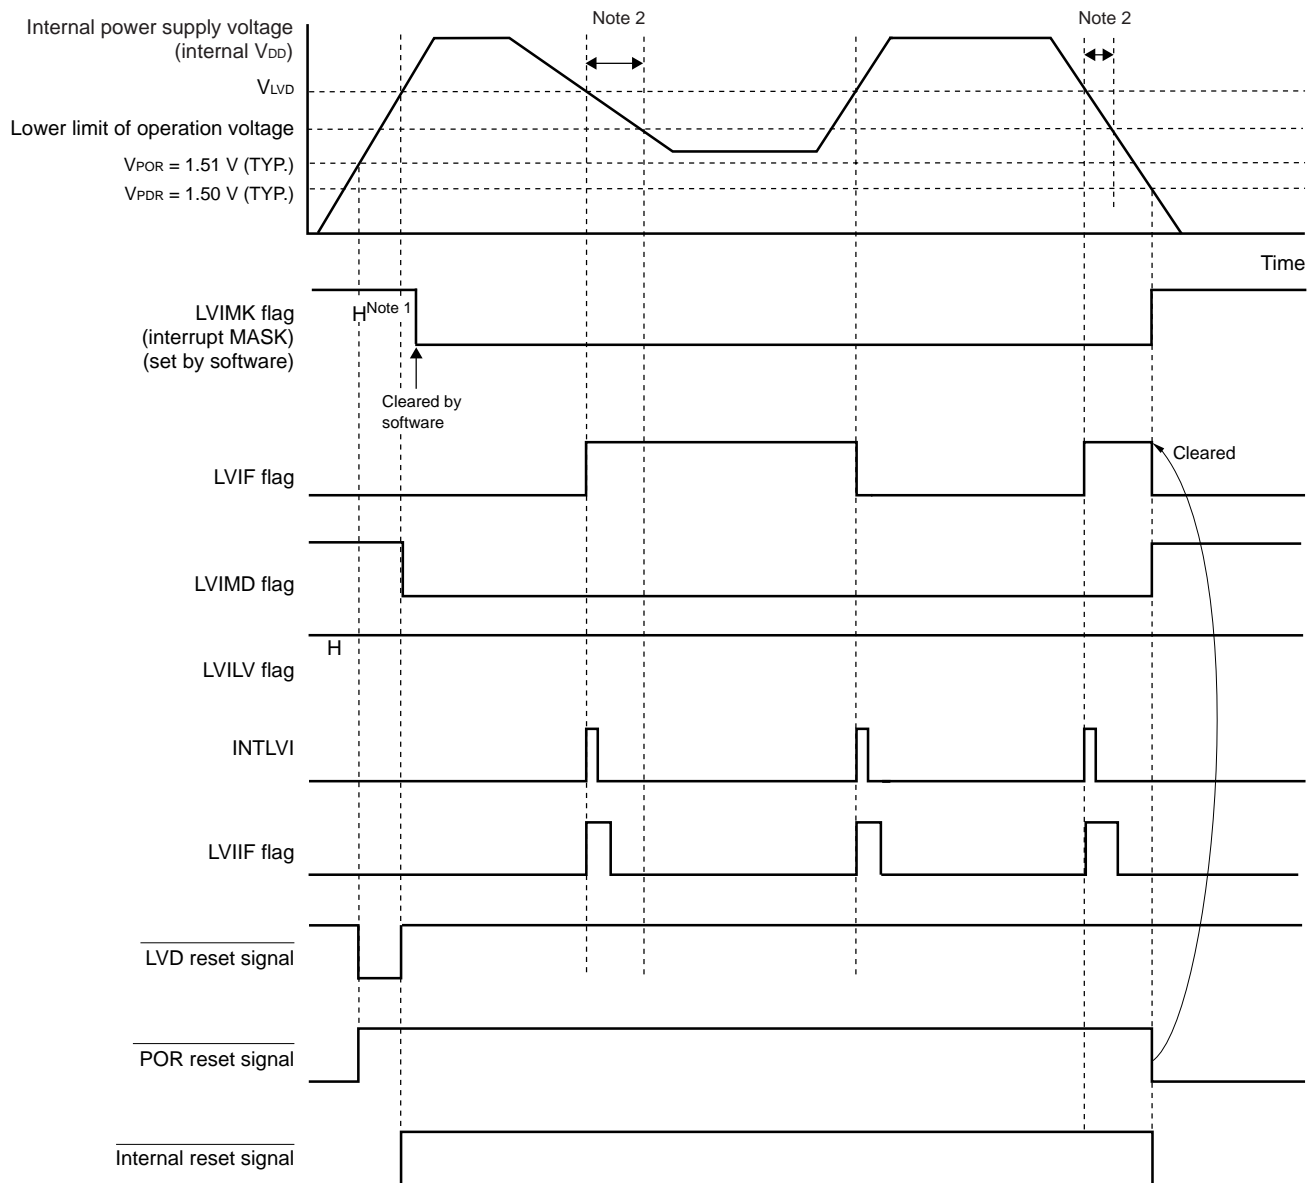 Note 2
Note 2
Internal power supply voltage
(internal VDD)
VLVD
Lower limit of operation voltage
VPOR = 1.51 V (TYP.)
VPDR = 1.50 V (TYP.)
Time
LVIMK flag
(interrupt MASK)
(set by software)
H Note 1
Cleared by
software
LVIF flag
Cleared
LVIMD flag
H
LVILV flag
INTLVI
LVIIF flag
LVD reset signal
POR reset signal
Internal reset signal